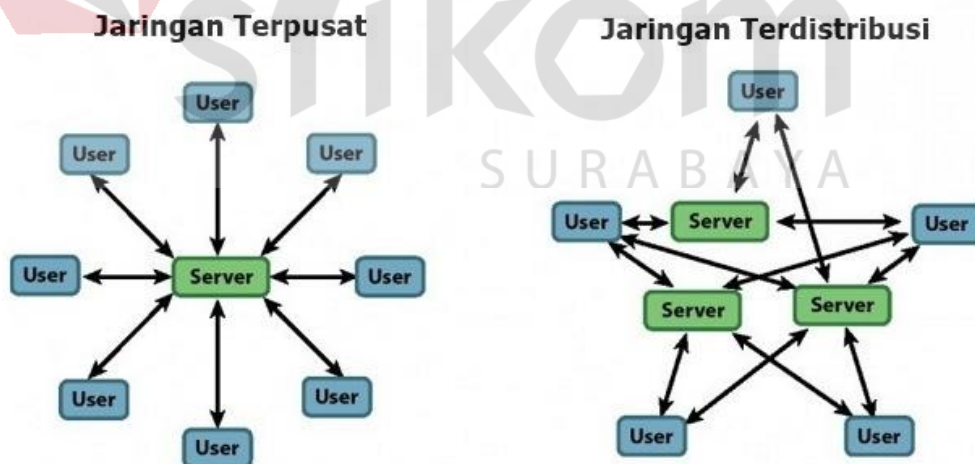 Jaringan Terpusat
User
User
User
User
Server
User
User
User
User
Jaringan Terdistribusi
User
User
Server
User
Server
Server
User
User
stikom
SURABAYA